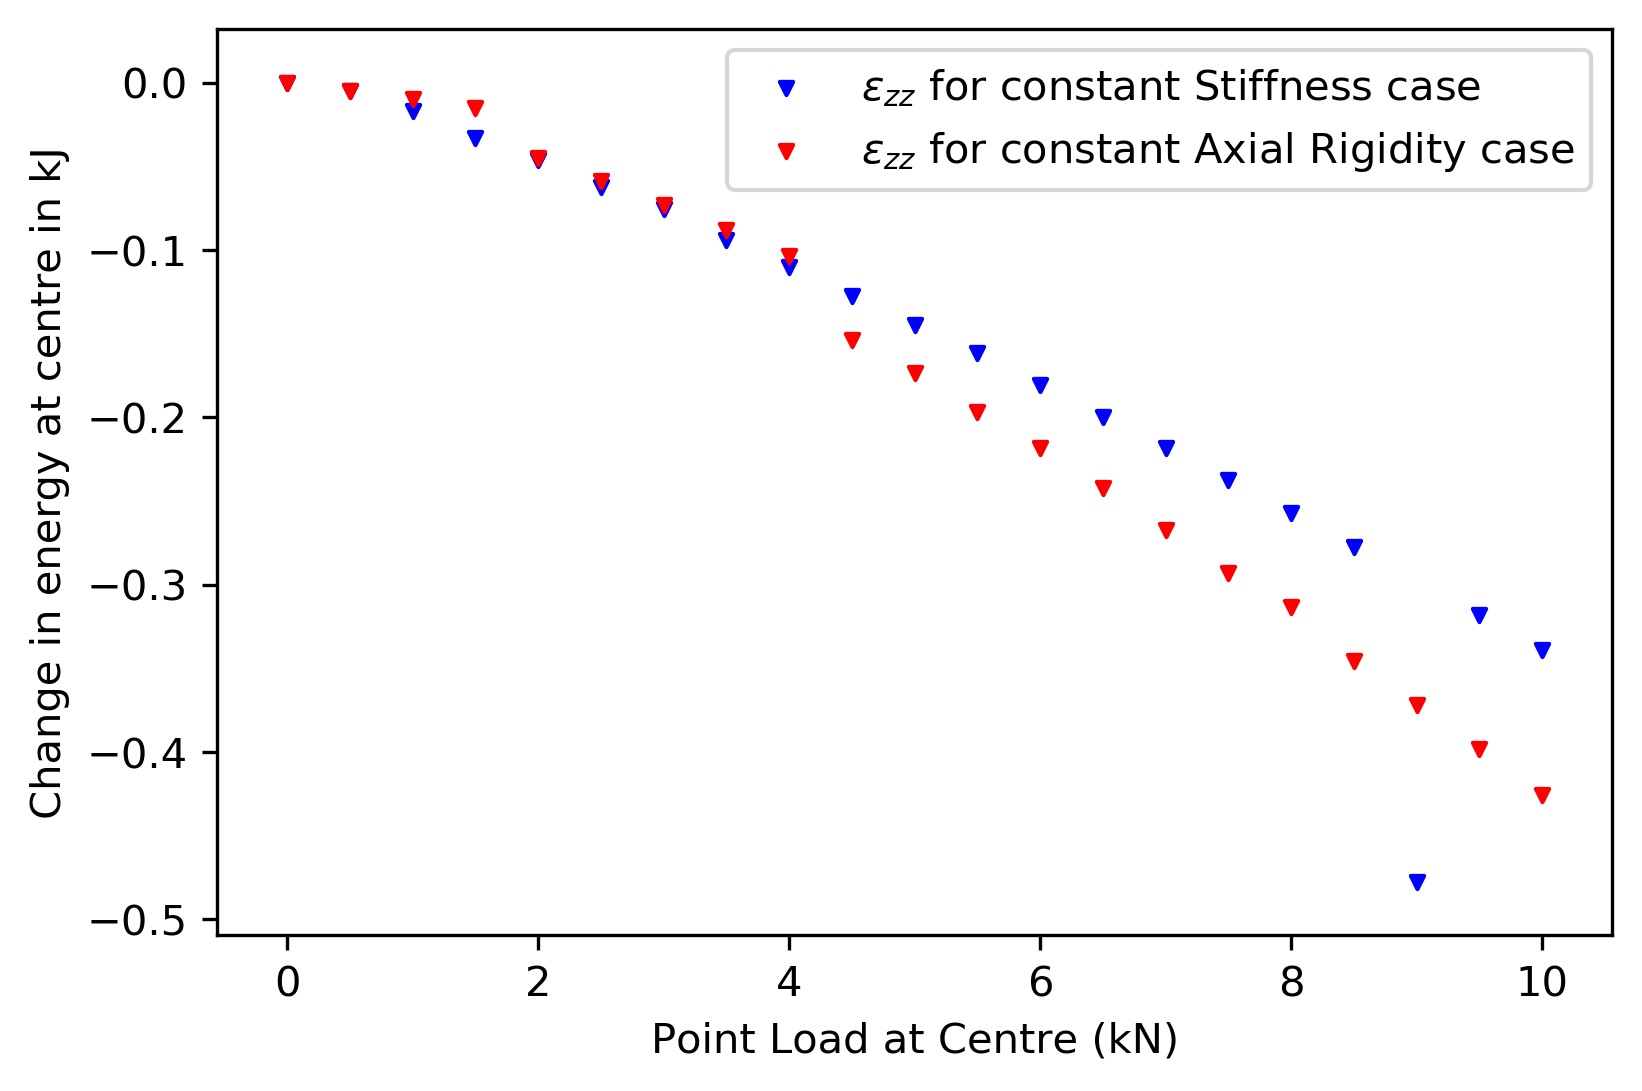 ε_zz for constant Stiffness case
ε_zz for constant Axial Rigidity case
Change in energy at centre in kJ
0.0
−0.1
−0.2
−0.3
−0.4
−0.5
0 2 4 6 8 10
Point Load at Centre (kN)